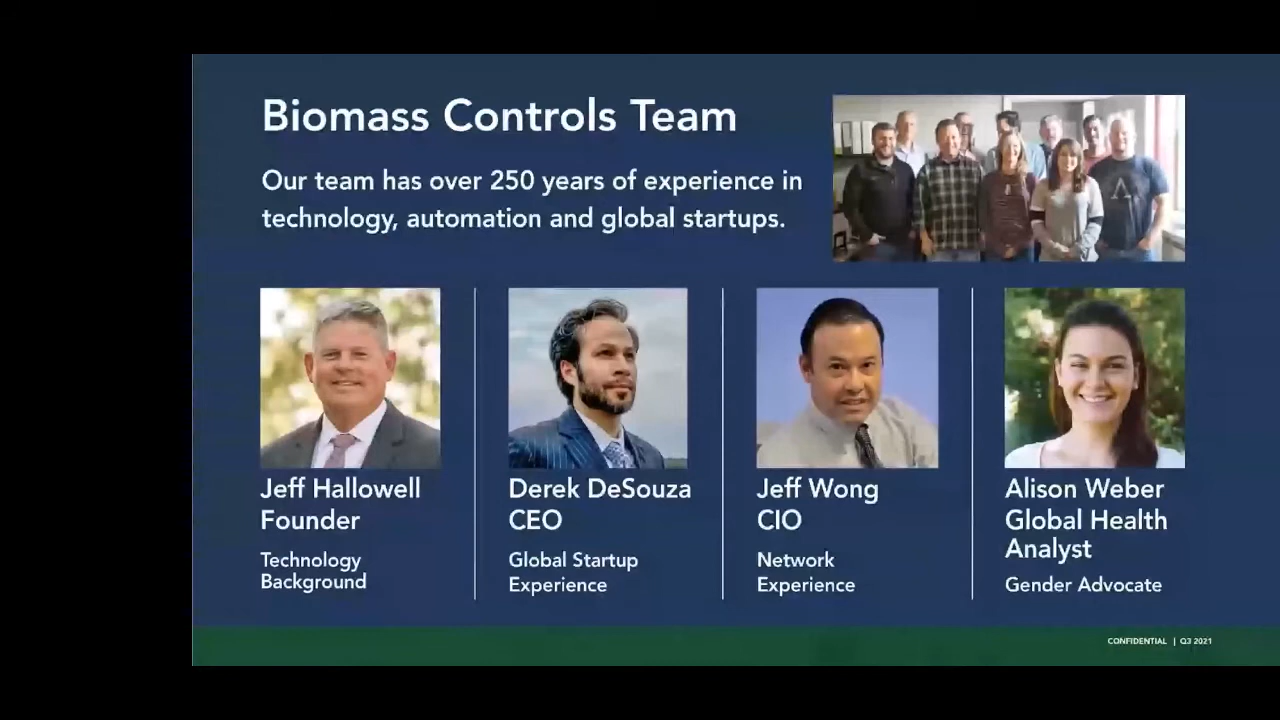 Biomass Controls Team
Our team has over 250 years of experience in
technology, automation and global startups.
Jeff Hallowell
Founder
Technology
Background
Derek DeSouza
CEO
Global Startup
Experience
Jeff Wong
CIO
Network
Experience
Alison Weber
Global Health
Analyst
Gender Advocate
CONFIDENTIAL | Q3 2021